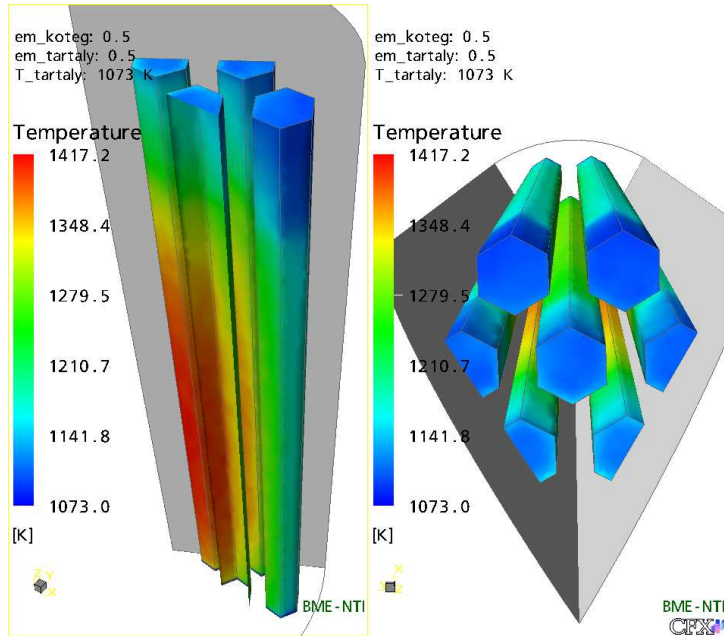 em_koteg: 0.5
em_tartaly: 0.5
T_tartaly: 1073 K
Temperature
1417.2
1348.4
1279.5
1210.7
1141.8
1073.0
[K]
Z Y
X
BME-NTI
em_koteg: 0.5
em_tartaly: 0.5
T_tartaly: 1073 K
Temperature
1417.2
1348.4
1279.5
1210.7
1141.8
1073.0
[K]
X
Z
BME-NTI
CFX